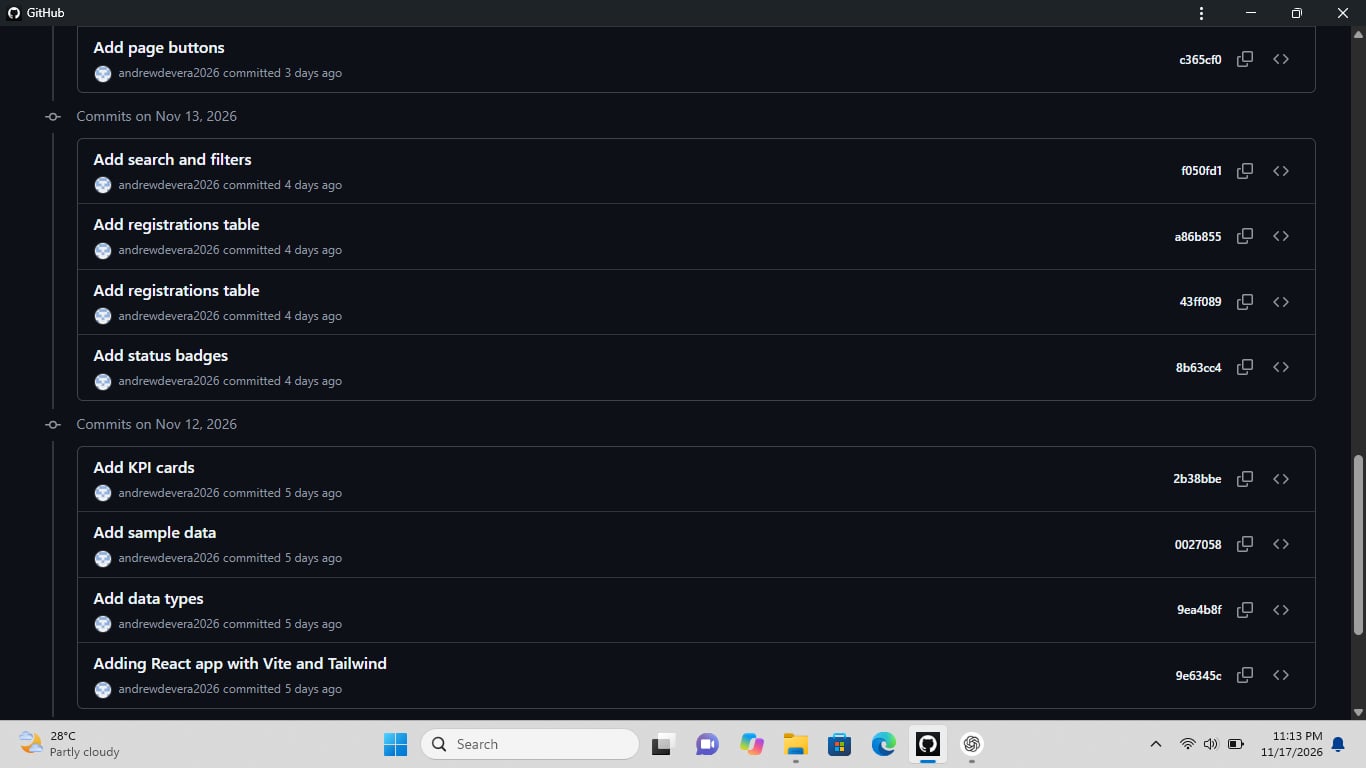 GitHub
Add page buttons
andrewdevera2026 committed 3 days ago
c365cf0
Commits on Nov 13, 2026
Add search and filters
andrewdevera2026 committed 4 days ago
f050fd1
Add registrations table
andrewdevera2026 committed 4 days ago
a86b855
Add registrations table
andrewdevera2026 committed 4 days ago
43ff089
Add status badges
andrewdevera2026 committed 4 days ago
8b63cc4
Commits on Nov 12, 2026
Add KPI cards
andrewdevera2026 committed 5 days ago
2b38bbe
Add sample data
andrewdevera2026 committed 5 days ago
0027058
Add data types
andrewdevera2026 committed 5 days ago
9ea4b8f
Adding React app with Vite and Tailwind
andrewdevera2026 committed 5 days ago
9e6345c
28°C
Partly cloudy
Search
11:13 PM
11/17/2026